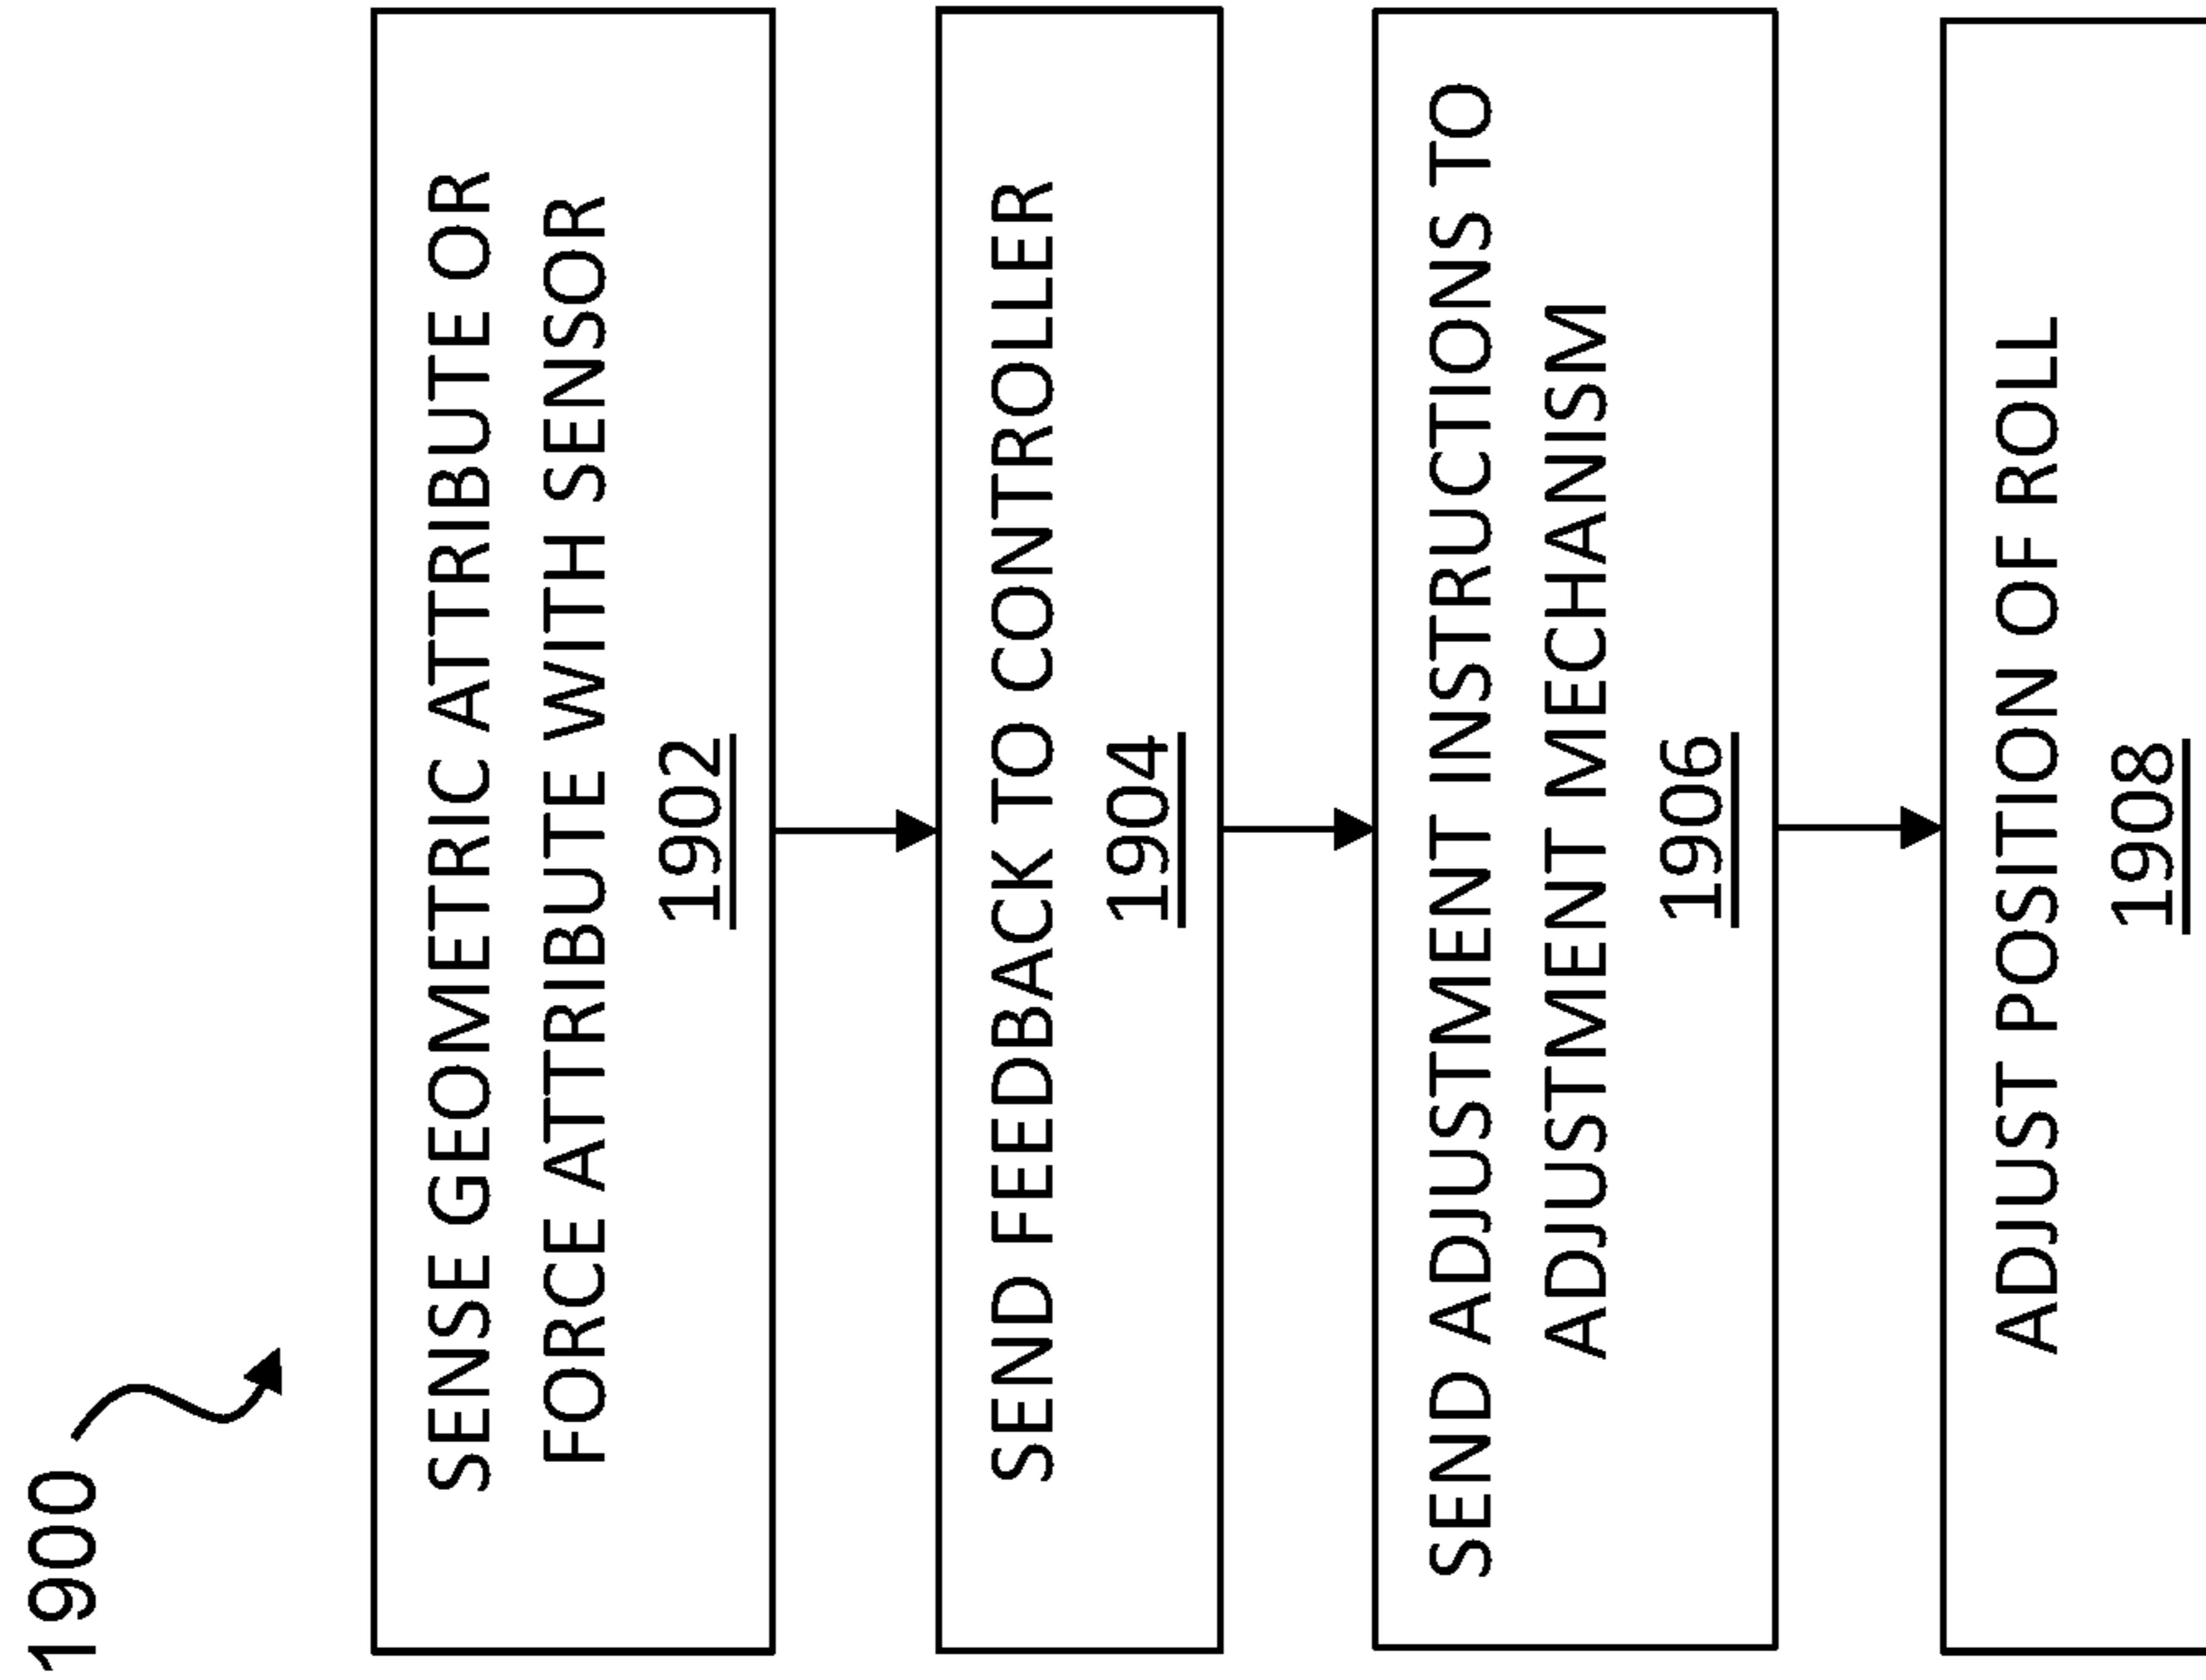 1900
SENSE GEOMETRIC ATTRIBUTE OR
FORCE ATTRIBUTE WITH SENSOR
1902
SEND FEEDBACK TO CONTROLLER
1904
SEND ADJUSTMENT INSTRUCTIONS TO
ADJUSTMENT MECHANISM
1906
ADJUST POSITION OF ROLL
1908